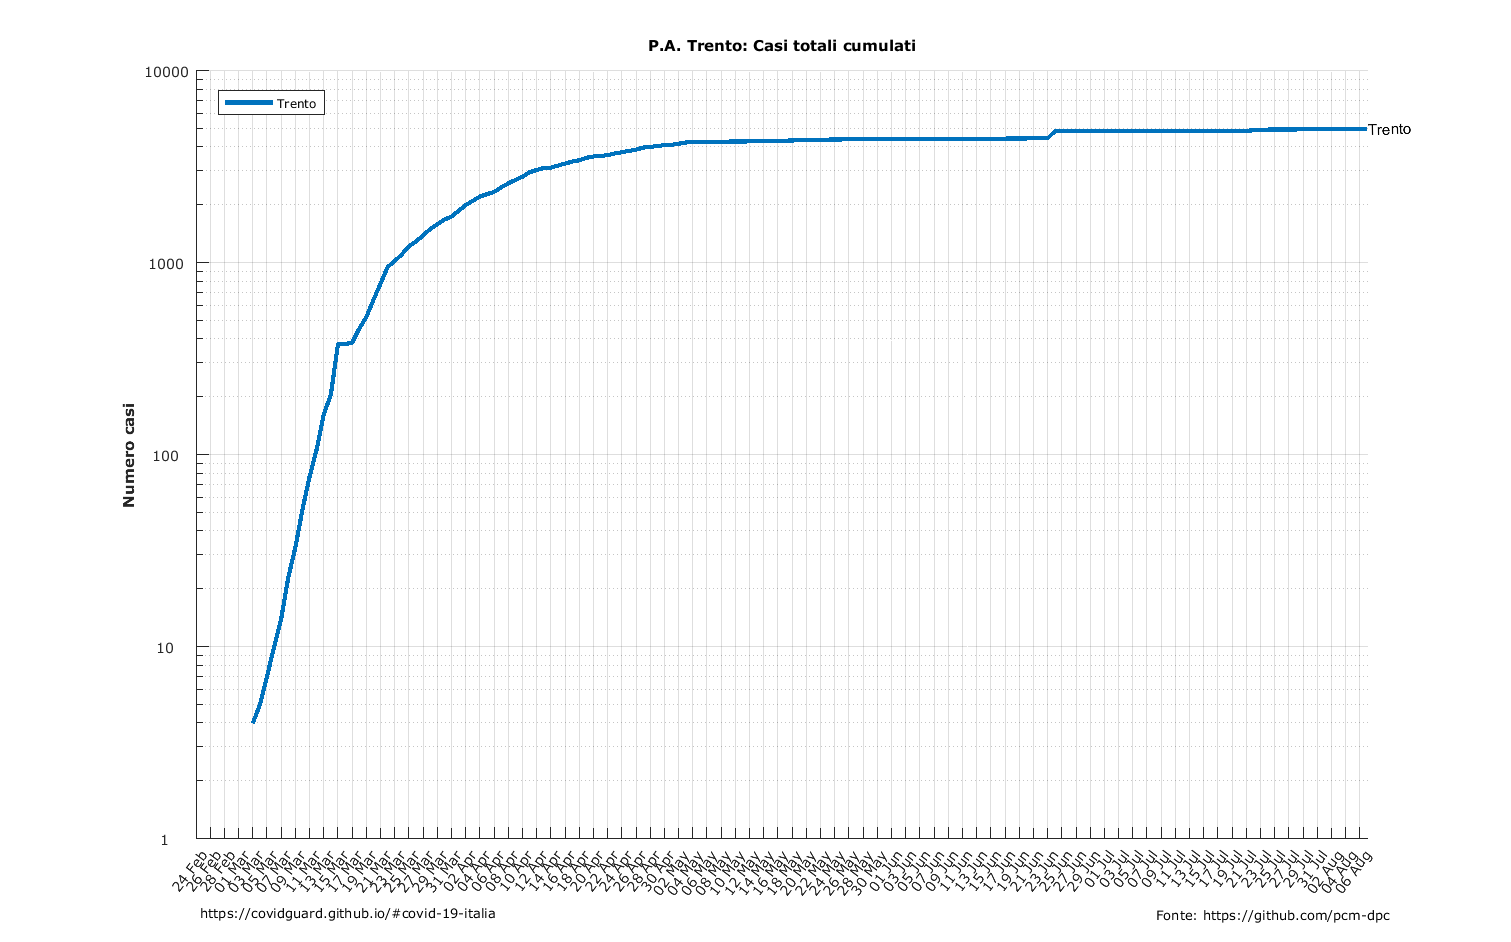 P.A. Trento: Casi totali cumulati
10000
1000
100
10
1
Numero casi
Trento
Trento
24 Feb
26 Feb
28 Feb
01 Mar
03 Mar
05 Mar
07 Mar
09 Mar
11 Mar
13 Mar
15 Mar
17 Mar
19 Mar
21 Mar
23 Mar
25 Mar
27 Mar
29 Mar
31 Mar
02 Apr
04 Apr
06 Apr
08 Apr
10 Apr
12 Apr
14 Apr
16 Apr
18 Apr
20 Apr
22 Apr
24 Apr
26 Apr
28 Apr
30 Apr
02 May
04 May
06 May
08 May
10 May
12 May
14 May
16 May
18 May
20 May
22 May
24 May
26 May
28 May
30 May
01 Jun
03 Jun
05 Jun
07 Jun
09 Jun
11 Jun
13 Jun
15 Jun
17 Jun
19 Jun
21 Jun
23 Jun
25 Jun
27 Jun
29 Jun
01 Jul
03 Jul
05 Jul
07 Jul
09 Jul
11 Jul
13 Jul
15 Jul
17 Jul
19 Jul
21 Jul
23 Jul
25 Jul
27 Jul
29 Jul
31 Jul
02 Aug
04 Aug
06 Aug
https://covidguard.github.io/#covid-19-italia
Fonte: https://github.com/pcm-dpc